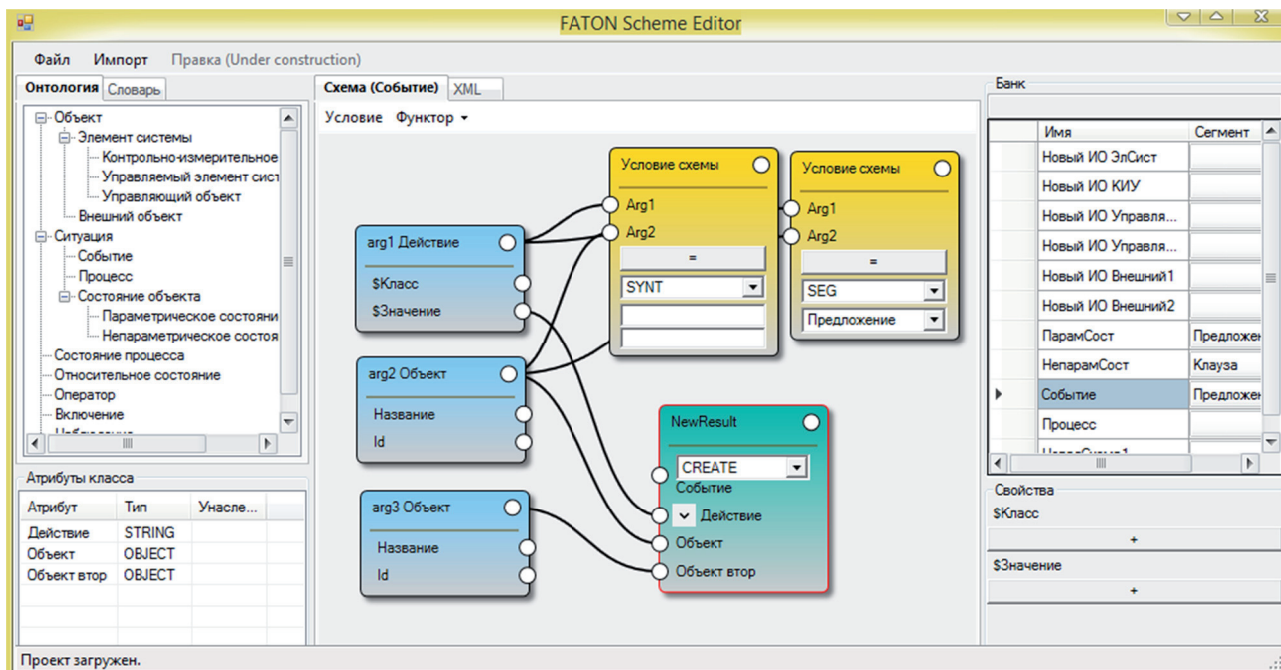 FATON Scheme Editor
Файл Импорт Правка (Under construction)
Онтология Словарь
Объект
Элемент системы
Контрольно-измерительное
Управляемый элемент сист
Управляющий объект
Внешний объект
Ситуация
Событие
Процесс
Состояние объекта
Параметрическое состояни
Непараметрическое состоя
Состояние процесса
Относительное состояние
Оператор
Включение
Атрибуты класса
Атрибут Тип Унасле...
Действие STRING
Объект OBJECT
Объект втор OBJECT
Схема (Событие) XML
Условие Функтор
arg1 Действие
$Класс
$Значение
arg2 Объект
Название
Id
arg3 Объект
Название
Id
Условие схемы
Arg1
Arg2
=
SYNT
Условие схемы
Arg1
Arg2
=
SEG
Предложение
NewResult
CREATE
Событие
Действие
Объект
Объект втор
Банк
Имя Сегмент
Новый ИО ЭлСист
Новый ИО КИУ
Новый ИО Управля...
Новый ИО Управля...
Новый ИО Внешний1
Новый ИО Внешний2
ПарамСост Предложен
НепарамСост Клауза
Событие Предложен
Процесс
Свойства
$Класс
+
$Значение
+
Проект загружен.